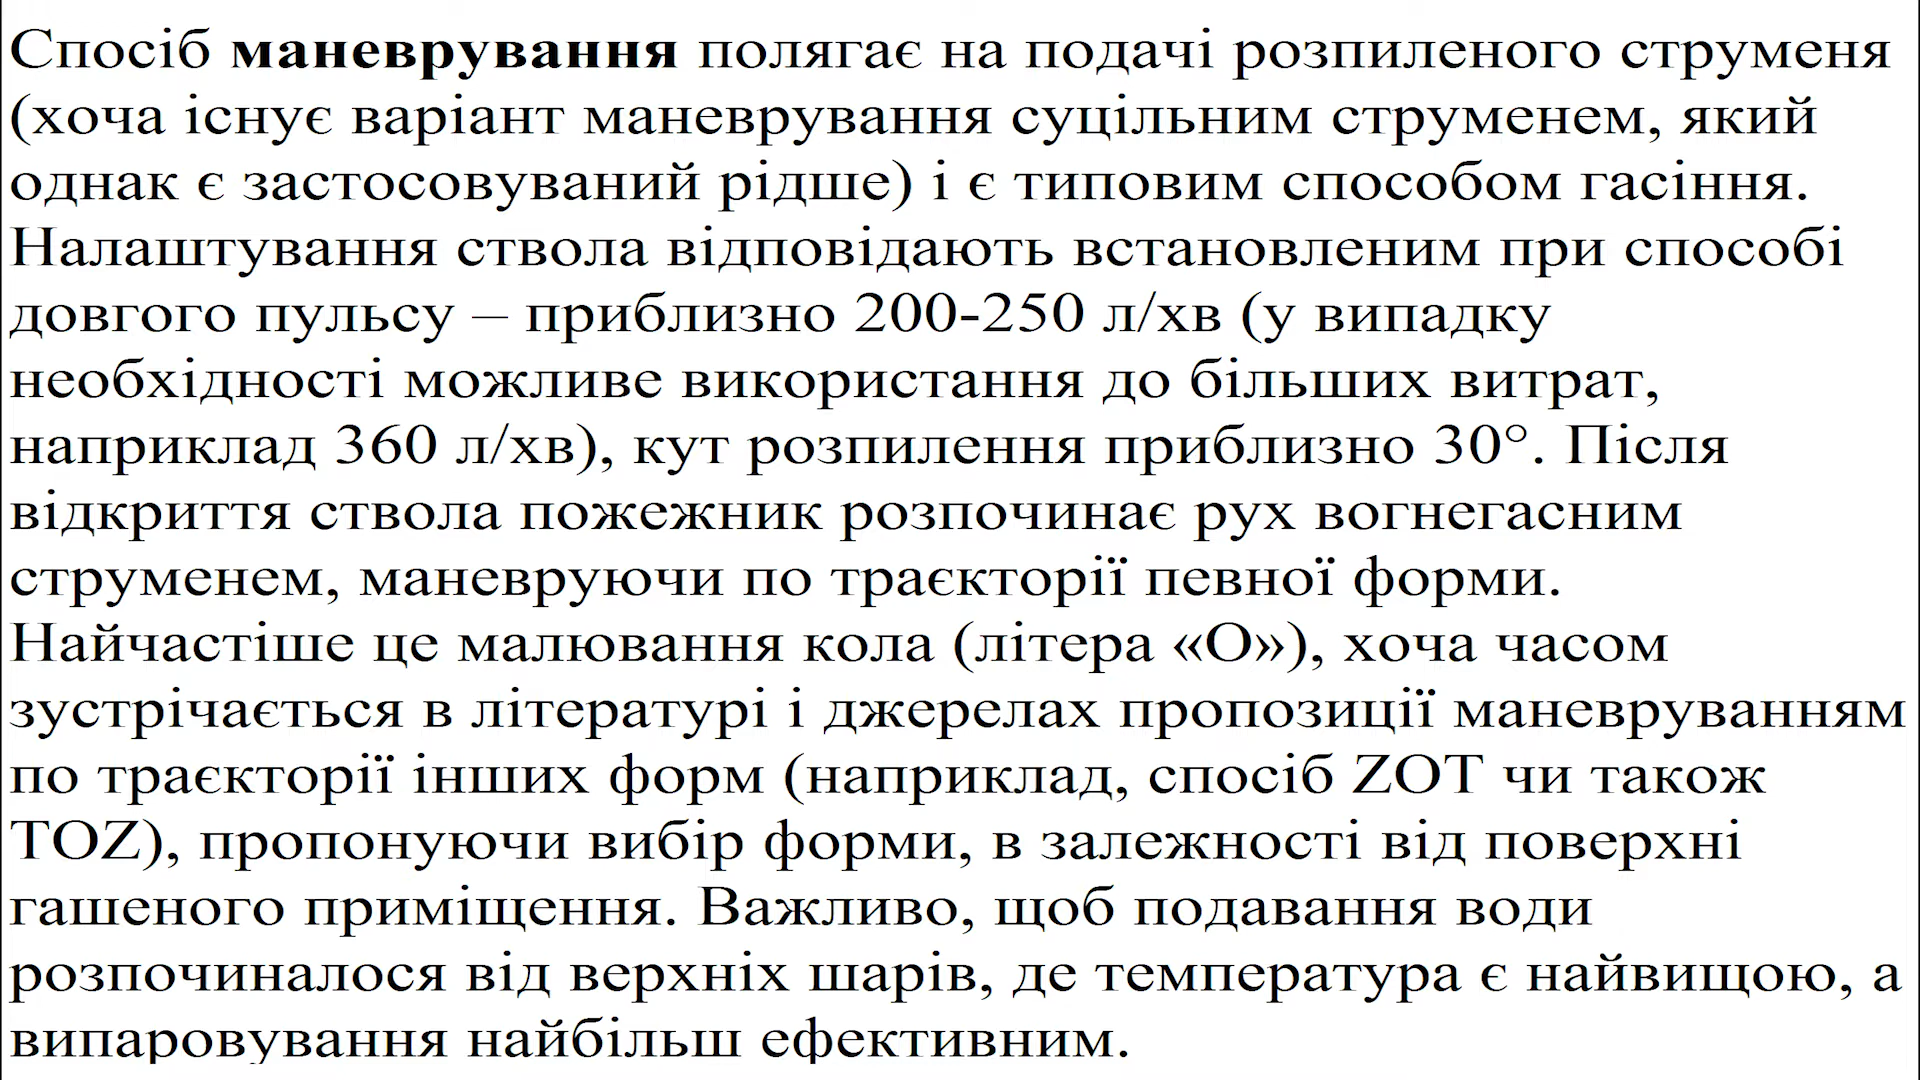 Спосіб маневрування полягає на подачі розпиленого струменя
(хоча існує варіант маневрування суцільним струменем, який
однак є застосовуваний рідше) і є типовим способом гасіння.
Налаштування ствола відповідають встановленим при способі
довгого пульсу – приблизно 200-250 л/хв (у випадку
необхідності можливе використання до більших витрат,
наприклад 360 л/хв), кут розпилення приблизно 30°. Після
відкриття ствола пожежник розпочинає рух вогнегасним
струменем, маневруючи по траєкторії певної форми.
Найчастіше це малювання кола (літера «О»), хоча часом
зустрічається в літературі і джерелах пропозиції маневруванням
по траєкторії інших форм (наприклад, спосіб ZOT чи також
TOZ), пропонуючи вибір форми, в залежності від поверхні
гашеного приміщення. Важливо, щоб подавання води
розпочиналося від верхніх шарів, де температура є найвищою, а
випаровування найбільш ефективним.